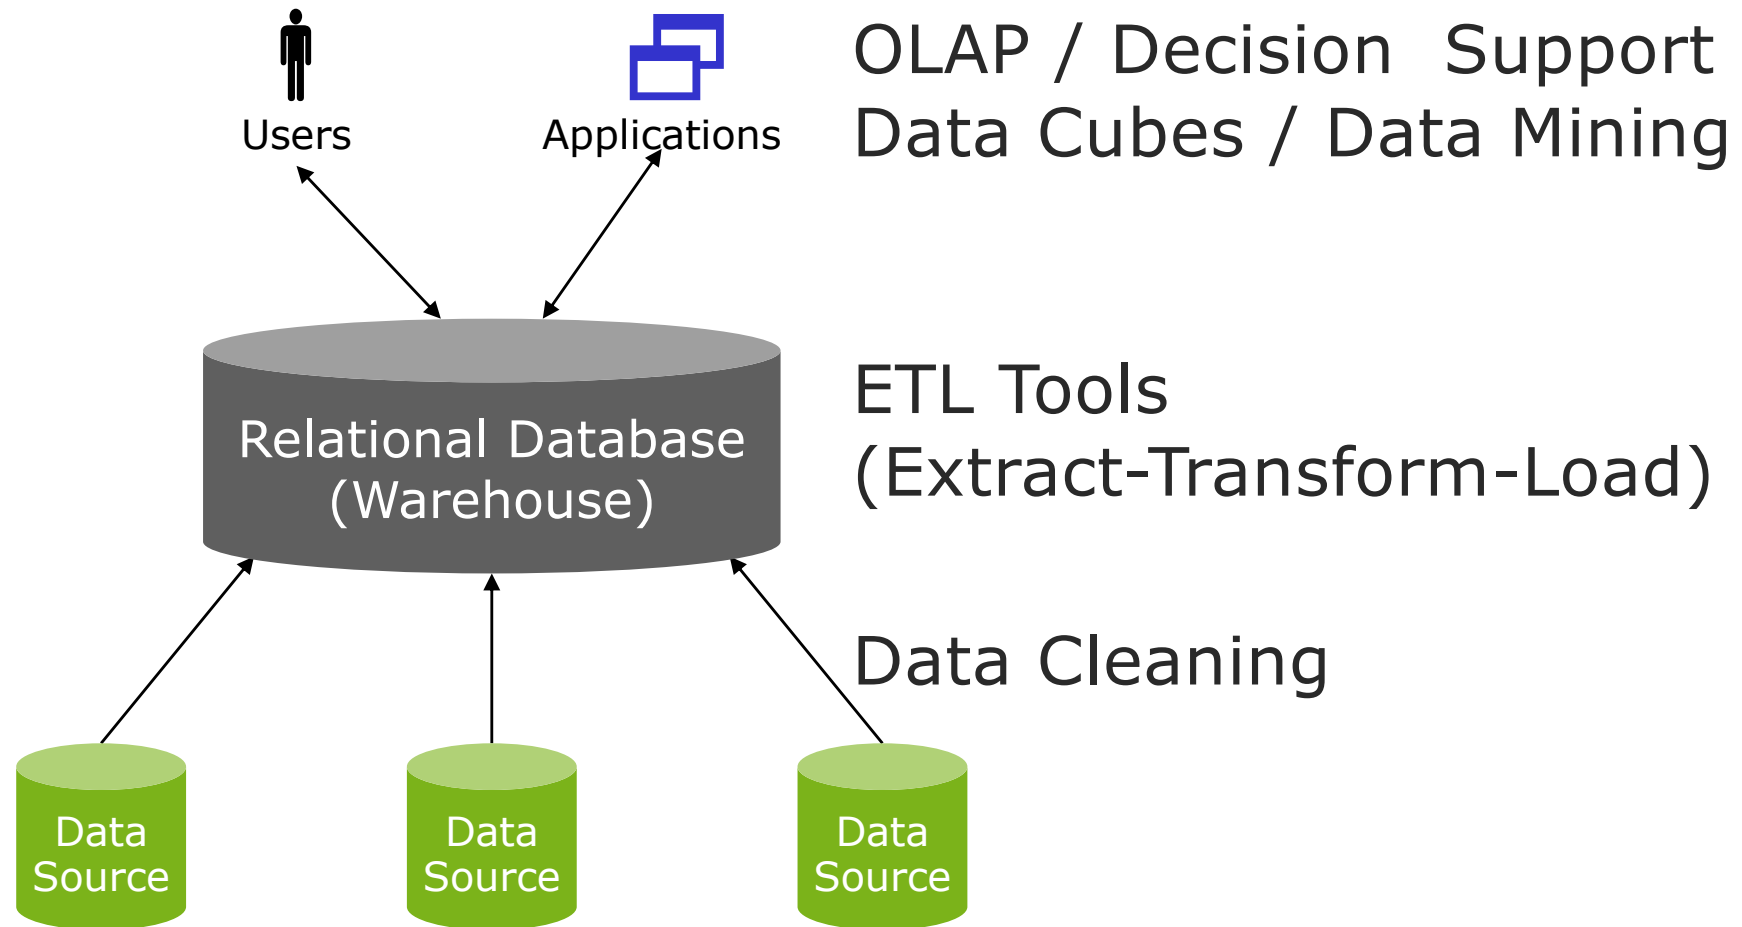 Users
Applications
OLAP / Decision Support
Data Cubes / Data Mining
Relational Database
(Warehouse)
ETL Tools
(Extract-Transform-Load)
Data Cleaning
Data
Source
Data
Source
Data
Source